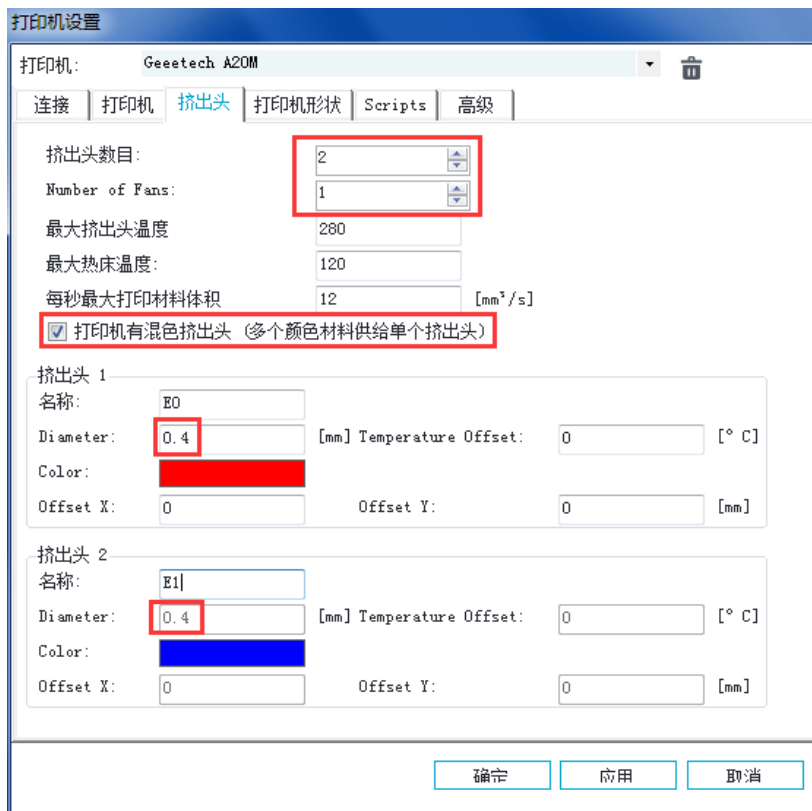 打印机设置
打印机: Geeetech A20M
连接 打印机 挤出头 打印机形状 Scripts 高级
挤出头数目: 2
Number of Fans: 1
最大挤出头温度 280
最大热床温度: 120
每秒最大打印材料体积 12 [mm³/s]
打印机有混色挤出头 (多个颜色材料供给单个挤出头)
挤出头 1
名称: E0
Diameter: 0.4 [mm] Temperature Offset: 0 [° C]
Color:
Offset X: 0 Offset Y: 0 [mm]
挤出头 2
名称: E1
Diameter: 0.4 [mm] Temperature Offset: 0 [° C]
Color:
Offset X: 0 Offset Y: 0 [mm]
确定 应用 取消